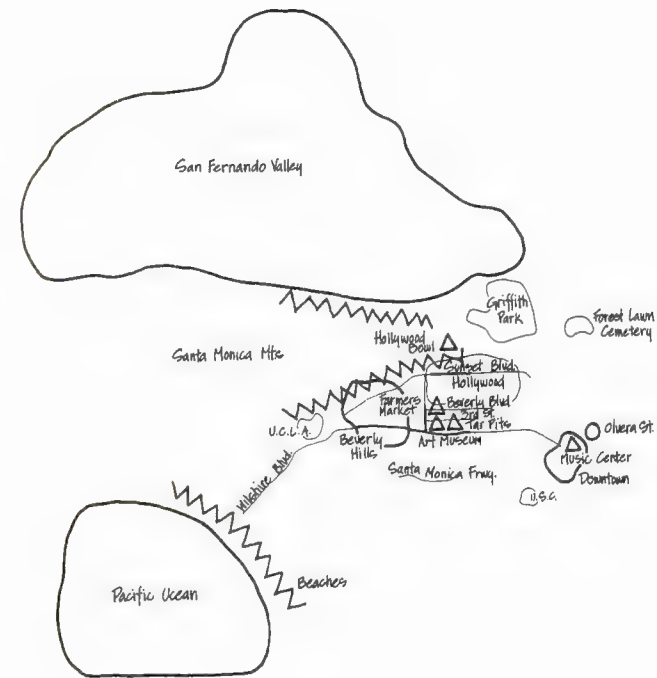 San Fernando Valley
Griffith
Park
Forest Lawn
Cemetery
Hollywood
Bowl
Santa Monica Mts
Sunset Blvd.
Hollywood
Farmers
Market
Beverly Blvd
3rd St.
Tar Pits
U.C.L.A.
Beverly
Hills
Art Museum
Olvera St.
Music Center
Downtown
Santa Monica Frwy.
U.S.C.
Wilshire Blvd.
Beaches
Pacific Ocean